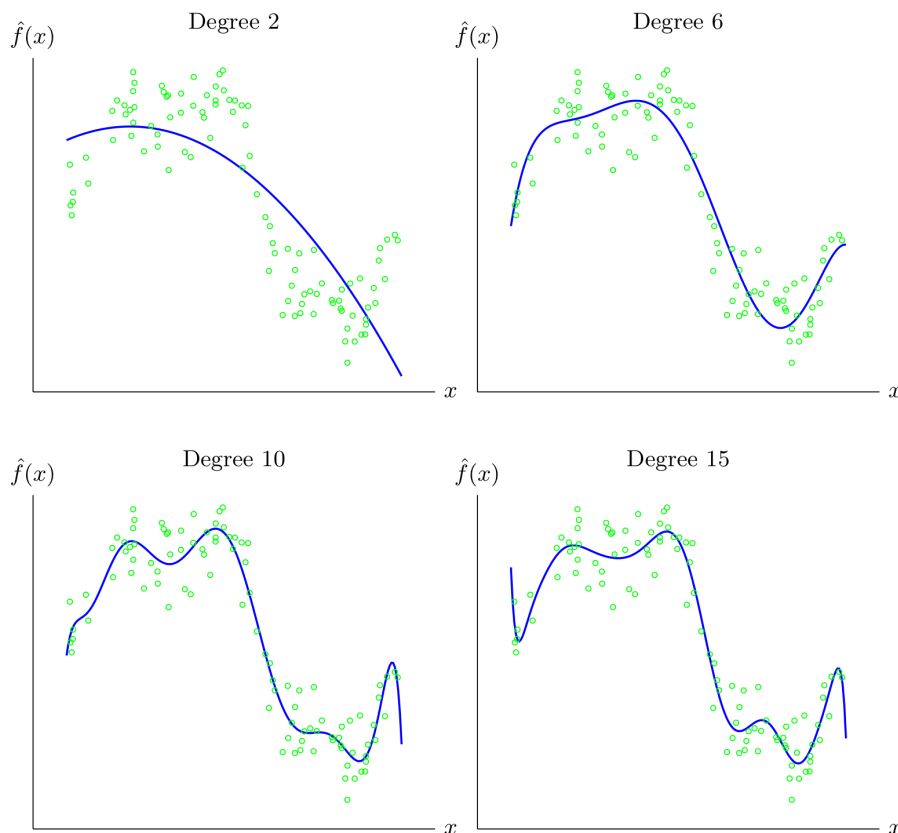 Degree 2
f̂(x)
x
Degree 6
f̂(x)
x
Degree 10
f̂(x)
x
Degree 15
f̂(x)
x